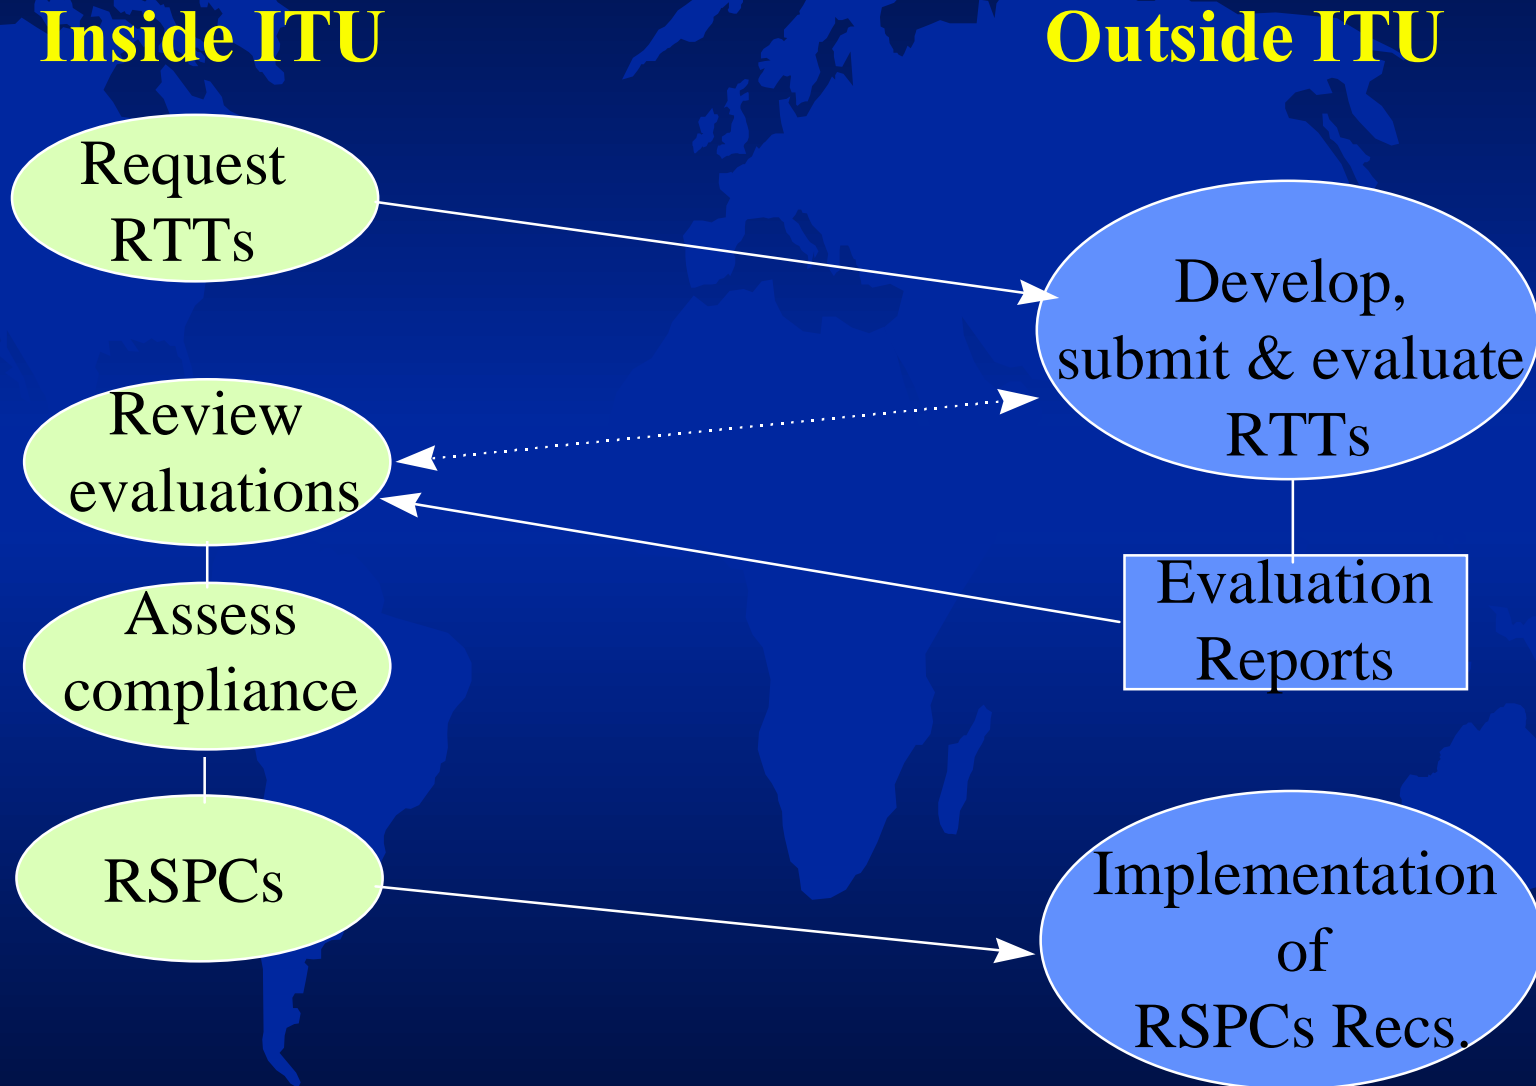 Inside ITU
Outside ITU
Request
RTTs
Develop,
submit & evaluate
RTTs
Review
evaluations
Evaluation
Reports
Assess
compliance
RSPCs
Implementation
of
RSPCs Recs.